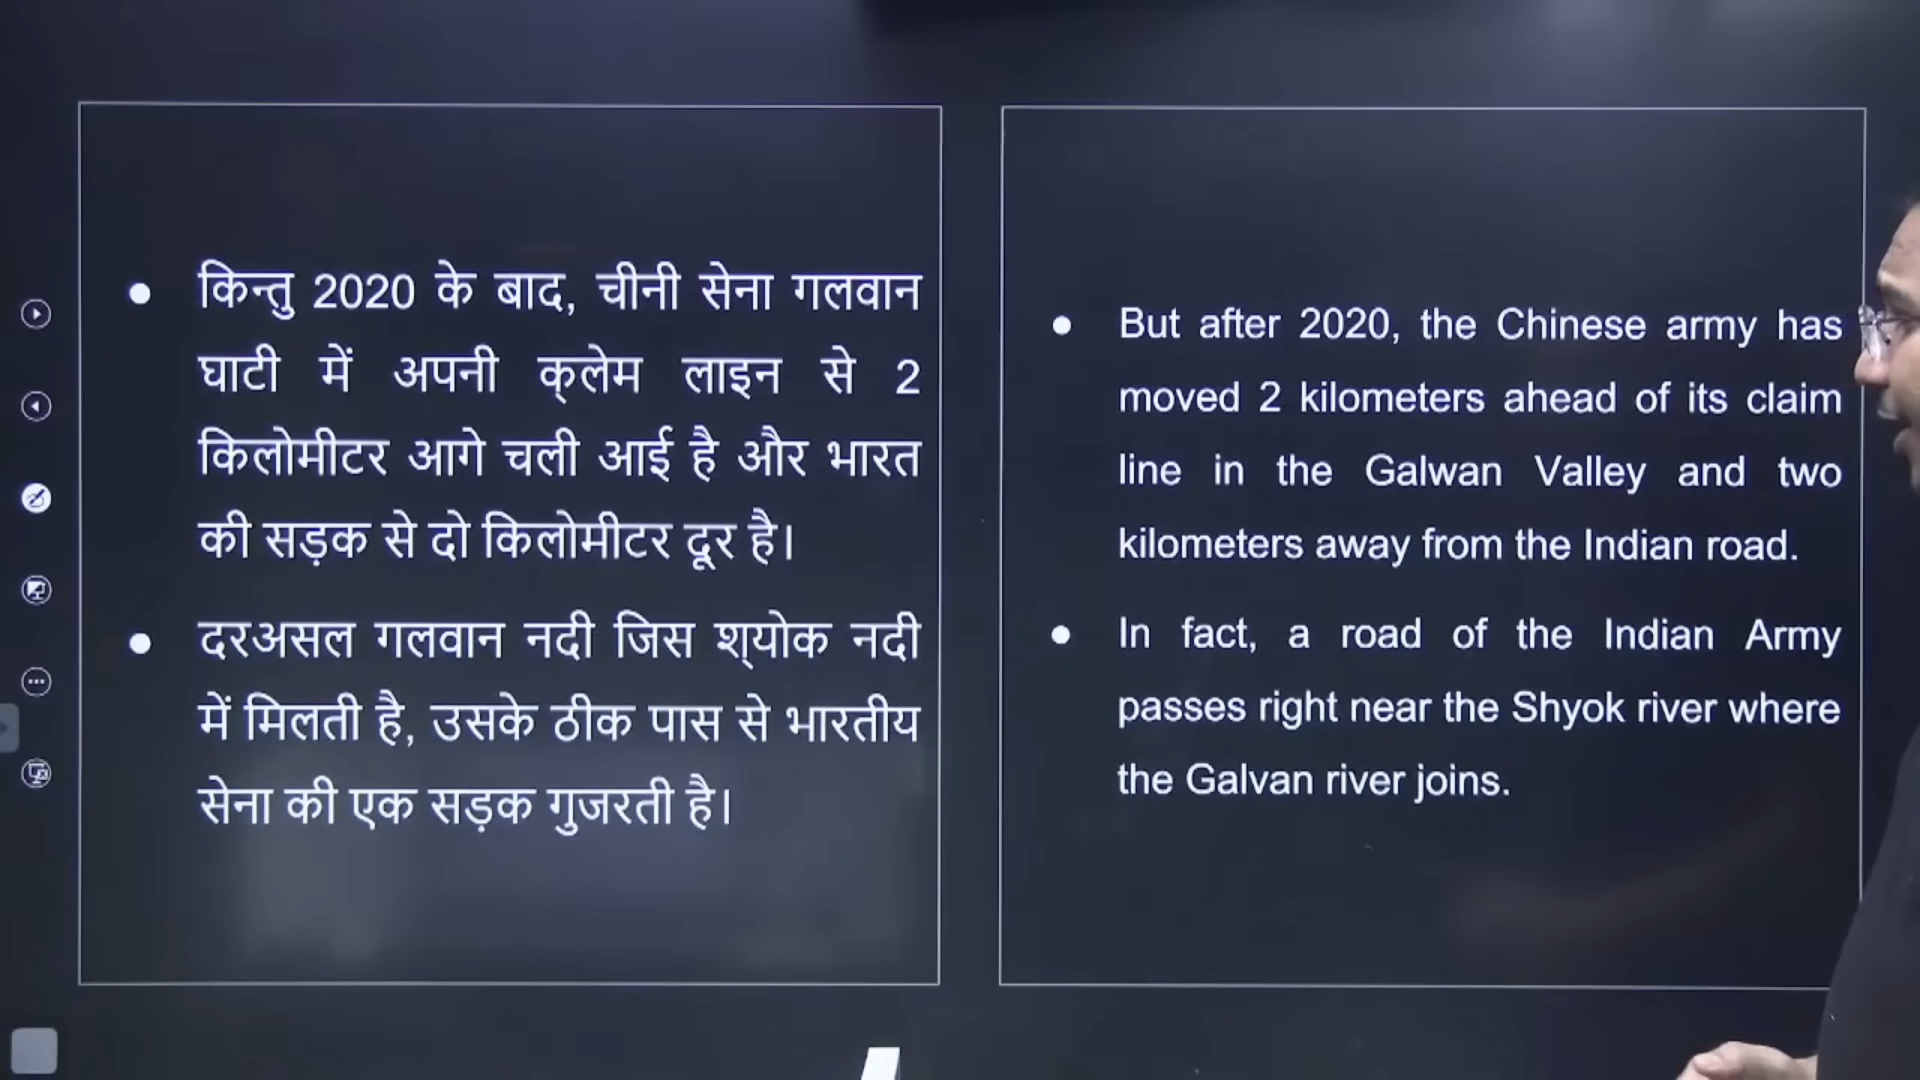 किन्तु 2020 के बाद, चीनी सेना गलवान
घाटी में अपनी क्लेम लाइन से 2
किलोमीटर आगे चली आई है और भारत
की सड़क से दो किलोमीटर दूर है।
दरअसल गलवान नदी जिस श्योक नदी
में मिलती है, उसके ठीक पास से भारतीय
सेना की एक सड़क गुजरती है।
But after 2020, the Chinese army has
moved 2 kilometers ahead of its claim
line in the Galwan Valley and two
kilometers away from the Indian road.
In fact, a road of the Indian Army
passes right near the Shyok river where
the Galvan river joins.